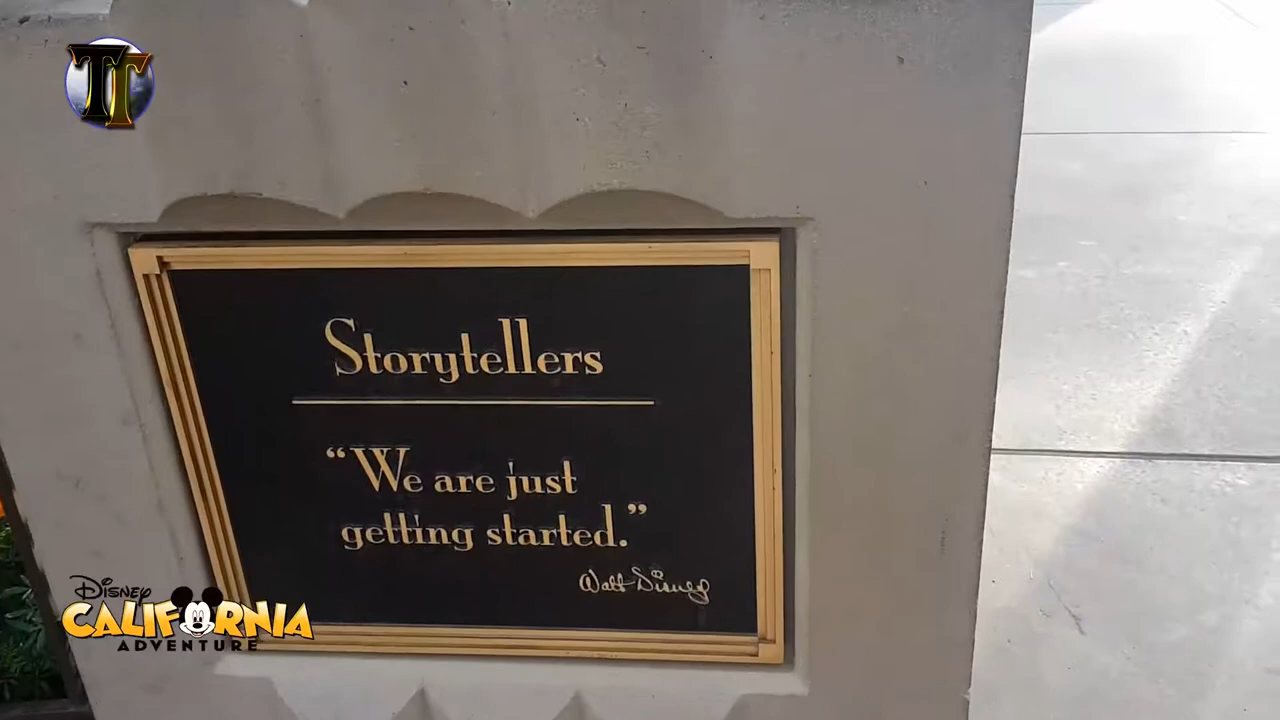 TT
Storytellers
“We are just
getting started.”
Walt Disney
Disney
CALIFORNIA
ADVENTURE